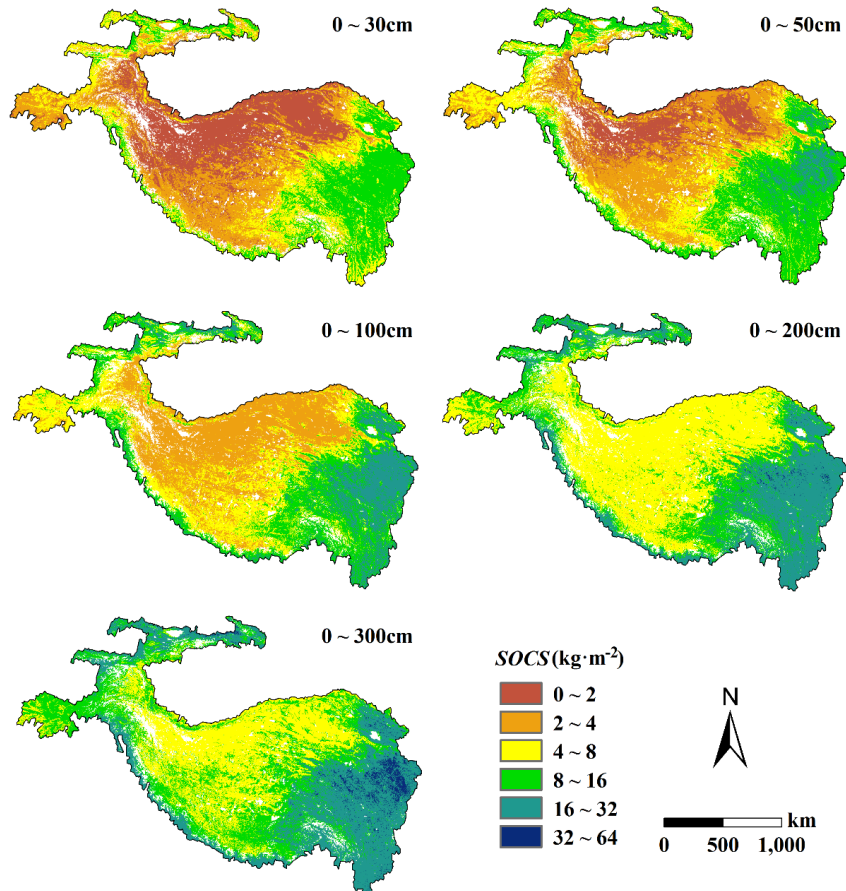 0 ~ 30cm
0 ~ 50cm
0 ~ 100cm
0 ~ 200cm
0 ~ 300cm
SOCS (kg·m⁻²)
0 ~ 2
2 ~ 4
4 ~ 8
8 ~ 16
16 ~ 32
32 ~ 64
N
km
0 500 1,000